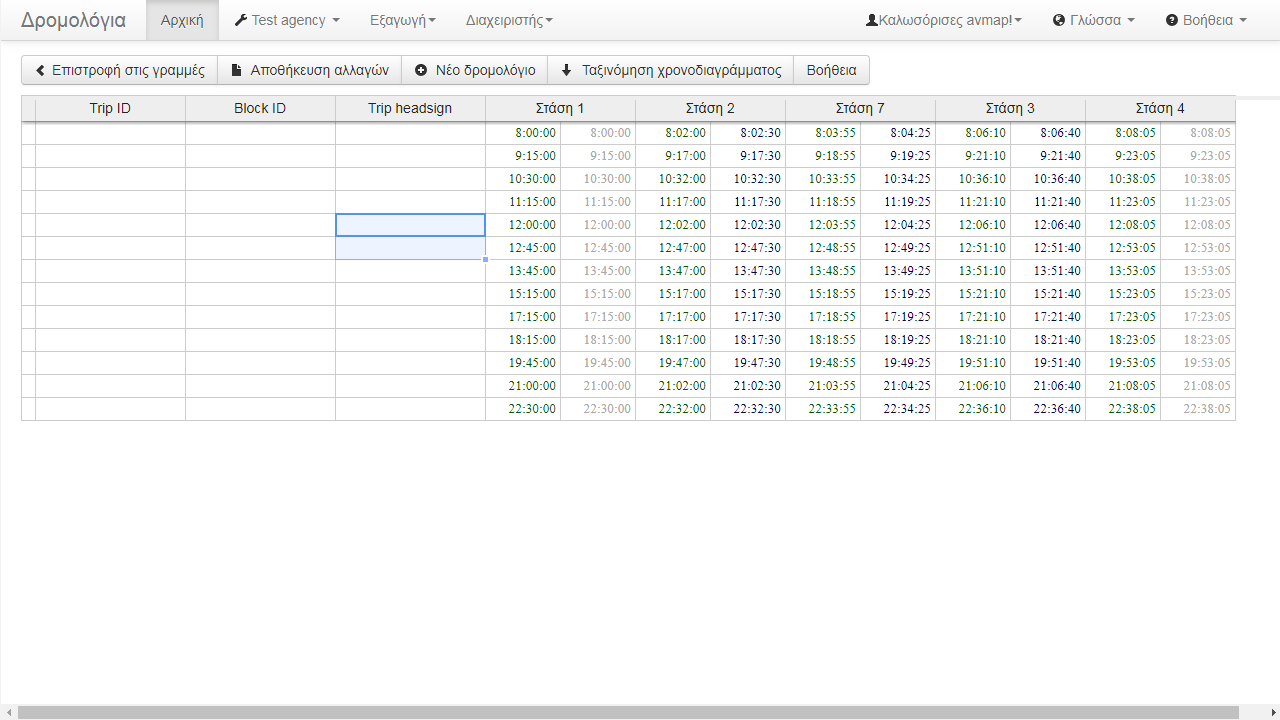 Δρομολόγια Αρχική Test agency Εξαγωγή Διαχειριστής Καλωσόρισες avmap! Γλώσσα Βοήθεια
Επιστροφή στις γραμμές Αποθήκευση αλλαγών Νέο δρομολόγιο Ταξινόμηση χρονοδιαγράμματος Βοήθεια
Trip ID Block ID Trip headsign Στάση 1 Στάση 2 Στάση 7 Στάση 3 Στάση 4
8:00:00 8:00:00 8:02:00 8:02:30 8:03:55 8:04:25 8:06:10 8:06:40 8:08:05 8:08:05
9:15:00 9:15:00 9:17:00 9:17:30 9:18:55 9:19:25 9:21:10 9:21:40 9:23:05 9:23:05
10:30:00 10:30:00 10:32:00 10:32:30 10:33:55 10:34:25 10:36:10 10:36:40 10:38:05 10:38:05
11:15:00 11:15:00 11:17:00 11:17:30 11:18:55 11:19:25 11:21:10 11:21:40 11:23:05 11:23:05
12:00:00 12:00:00 12:02:00 12:02:30 12:03:55 12:04:25 12:06:10 12:06:40 12:08:05 12:08:05
12:45:00 12:45:00 12:47:00 12:47:30 12:48:55 12:49:25 12:51:10 12:51:40 12:53:05 12:53:05
13:45:00 13:45:00 13:47:00 13:47:30 13:48:55 13:49:25 13:51:10 13:51:40 13:53:05 13:53:05
15:15:00 15:15:00 15:17:00 15:17:30 15:18:55 15:19:25 15:21:10 15:21:40 15:23:05 15:23:05
17:15:00 17:15:00 17:17:00 17:17:30 17:18:55 17:19:25 17:21:10 17:21:40 17:23:05 17:23:05
18:15:00 18:15:00 18:17:00 18:17:30 18:18:55 18:19:25 18:21:10 18:21:40 18:23:05 18:23:05
19:45:00 19:45:00 19:47:00 19:47:30 19:48:55 19:49:25 19:51:10 19:51:40 19:53:05 19:53:05
21:00:00 21:00:00 21:02:00 21:02:30 21:03:55 21:04:25 21:06:10 21:06:40 21:08:05 21:08:05
22:30:00 22:30:00 22:32:00 22:32:30 22:33:55 22:34:25 22:36:10 22:36:40 22:38:05 22:38:05